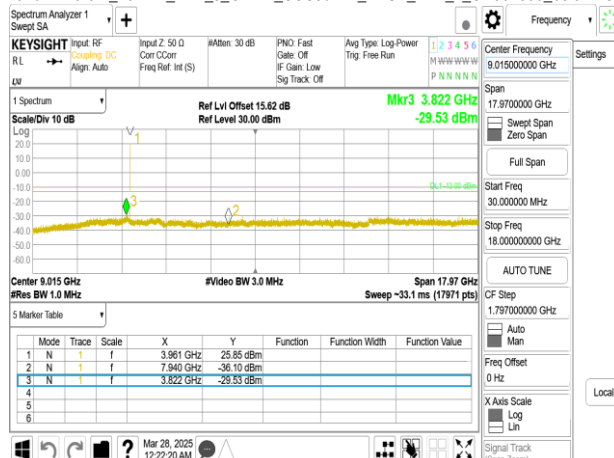 Spectrum Analyzer 1
Swept SA
+
Frequency
KEYSIGHT
RL
Input: RF
Coupling: DC
Align: Auto
Input Z: 50 Ω
Corr CCorr
Freq Ref: Int (S)
#Atten: 30 dB
PNO: Fast
Gate: Off
IF Gain: Low
Sig Track: Off
Avg Type: Log-Power
Trig: Free Run
1 2 3 4 5 6
M W W W W W
P N N N N N
LXI
1 Spectrum
Scale/Div 10 dB
Ref Lvl Offset 15.62 dB
Ref Level 30.00 dBm
Mkr3 3.822 GHz
-29.53 dBm
Log
20.0
10.0
0.00
-10.0
-20.0
-30.0
-40.0
-50.0
-60.0
1
2
3
DL1 -13.00 dBm
Center 9.015 GHz
#Res BW 1.0 MHz
#Video BW 3.0 MHz
Span 17.97 GHz
Sweep ~33.1 ms (17971 pts)
5 Marker Table
Mode Trace Scale X Y Function Function Width Function Value
1 N 1 f 3.961 GHz 25.85 dBm
2 N 1 f 7.940 GHz -36.10 dBm
3 N 1 f 3.822 GHz -29.53 dBm
4
5
6
Mar 28, 2025
12:22:20 AM
Center Frequency
9.015000000 GHz
Settings
Span
17.9700000 GHz
Swept Span
Zero Span
Full Span
Start Freq
30.000000 MHz
Stop Freq
18.000000000 GHz
AUTO TUNE
CF Step
1.797000000 GHz
Auto
Man
Freq Offset
0 Hz
X Axis Scale
Log
Lin
Local
Signal Track